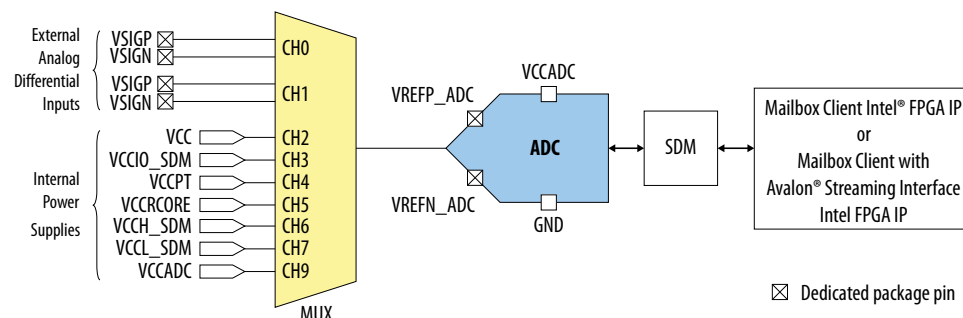 External
Analog
Differential
Inputs
VSIGP
VSIGN
VSIGP
VSIGN
CH0
CH1
Internal
Power
Supplies
VCC
VCCIO_SDM
VCCPT
VCCRCORE
VCCH_SDM
VCCL_SDM
VCCADC
CH2
CH3
CH4
CH5
CH6
CH7
CH9
MUX
VREFP_ADC
VREFN_ADC
VCCADC
ADC
GND
SDM
Mailbox Client Intel® FPGA IP
or
Mailbox Client with
Avalon® Streaming Interface
Intel FPGA IP
Dedicated package pin